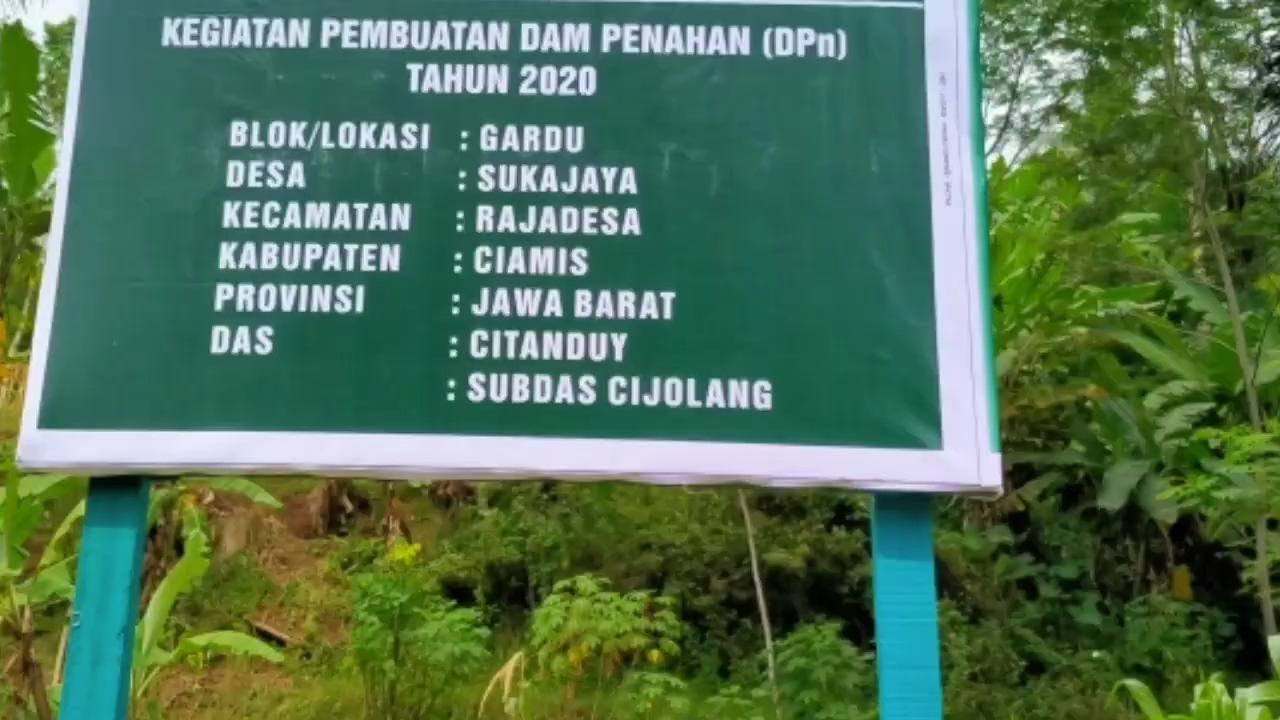 KEGIATAN PEMBUATAN DAM PENAHAN (DPn)
TAHUN 2020
BLOK/LOKASI : GARDU
DESA : SUKAJAYA
KECAMATAN : RAJADESA
KABUPATEN : CIAMIS
PROVINSI : JAWA BARAT
DAS : CITANDUY
: SUBDAS CIJOLANG